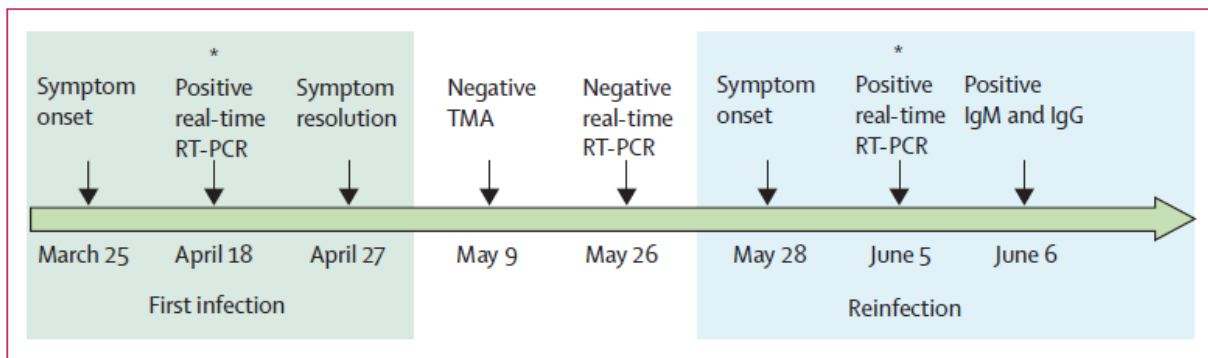 Symptom
onset
*
Positive
real-time
RT-PCR
Symptom
resolution
Negative
TMA
Negative
real-time
RT-PCR
Symptom
onset
*
Positive
real-time
RT-PCR
Positive
IgM and IgG
March 25
April 18
April 27
May 9
May 26
May 28
June 5
June 6
First infection
Reinfection